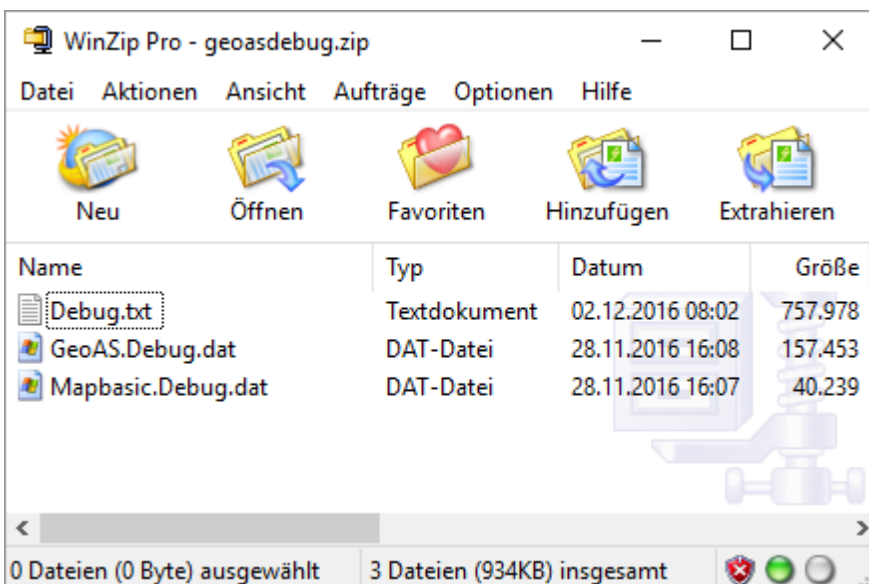 WinZip Pro - geoasdebug.zip
Datei Aktionen Ansicht Aufträge Optionen Hilfe
Neu Öffnen Favoriten Hinzufügen Extrahieren
Name Typ Datum Größe
Debug.txt Textdokument 02.12.2016 08:02 757.978
GeoAS.Debug.dat DAT-Datei 28.11.2016 16:08 157.453
Mapbasic.Debug.dat DAT-Datei 28.11.2016 16:07 40.239
0 Dateien (0 Byte) ausgewählt 3 Dateien (934KB) insgesamt